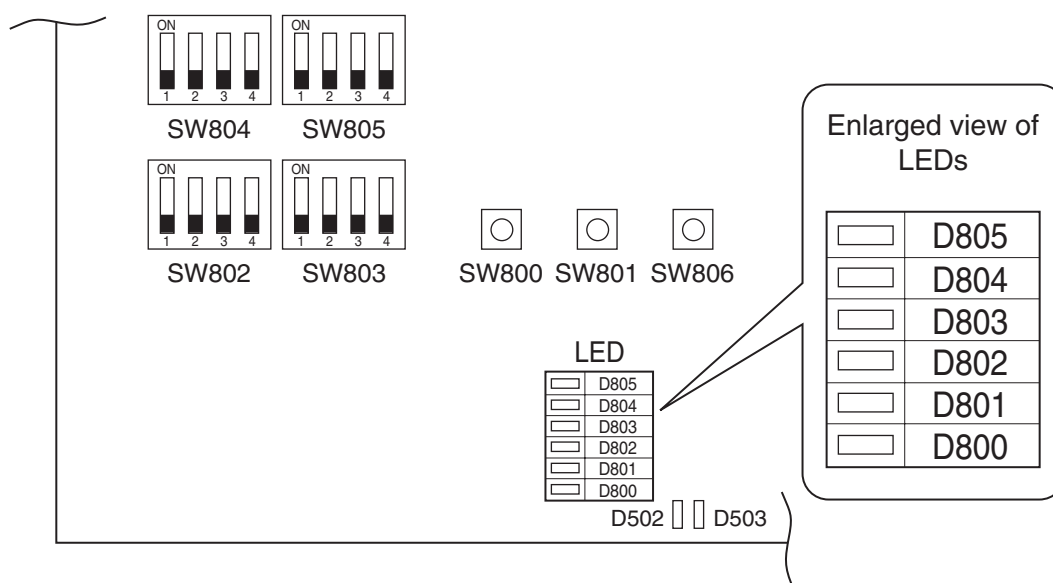 ON ON
1 2 3 4 1 2 3 4
SW804 SW805
ON ON
1 2 3 4 1 2 3 4
SW802 SW803
SW800 SW801 SW806
LED
D805
D804
D803
D802
D801
D800
D502 D503
Enlarged view of
LEDs
D805
D804
D803
D802
D801
D800